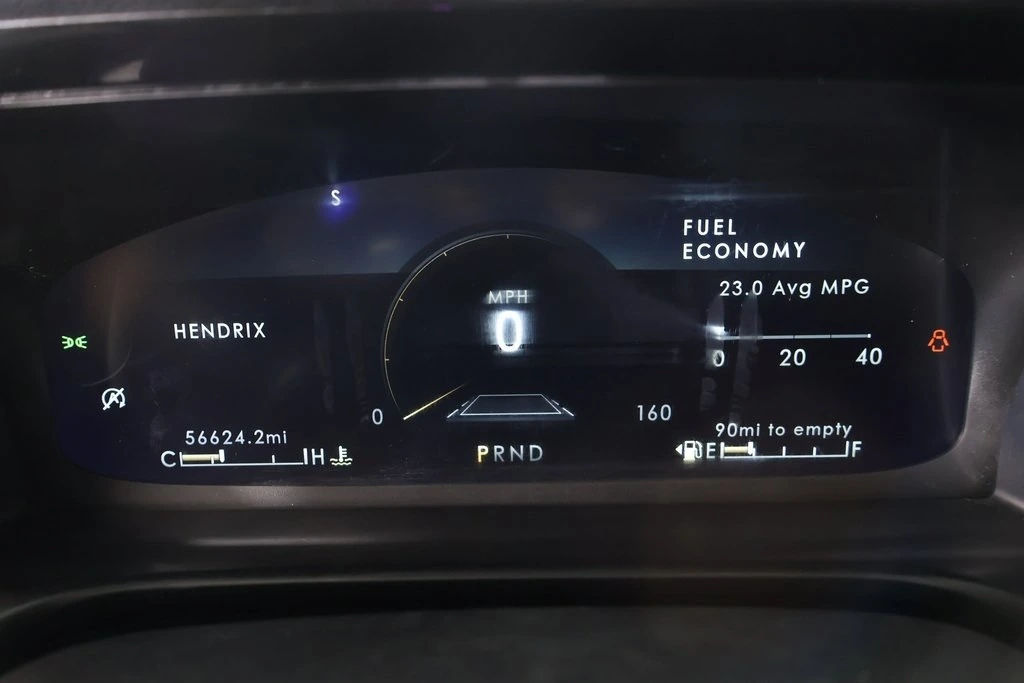 S
FUEL
ECONOMY
23.0 Avg MPG
0 20 40
MPH
0
HENDRIX
0
160
56624.2mi
C H
PRND
90mi to empty
E F